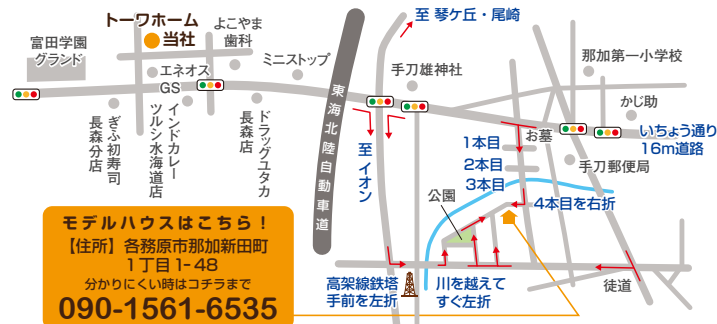 至 琴ケ丘・尾崎
トーワホーム
当社
よこやま
歯科
富田学園
グランド
ミニストップ
エネオス
GS
手力雄神社
那加第一小学校
かじ助
いちょう通り
16m道路
ぎふ初寿司
長森分店
インドカレー
ツルシ水海道店
ドラッグユタカ
長森店
東海北陸自動車道
至 イオン
お墓
1本目
2本目
3本目
4本目を右折
手力郵便局
公園
高架線鉄塔
手前を左折
川を越えて
すぐ左折
徒道
モデルハウスはこちら！
【住所】各務原市那加新田町
1丁目1-48
分かりにくい時はコチラまで
090-1561-6535